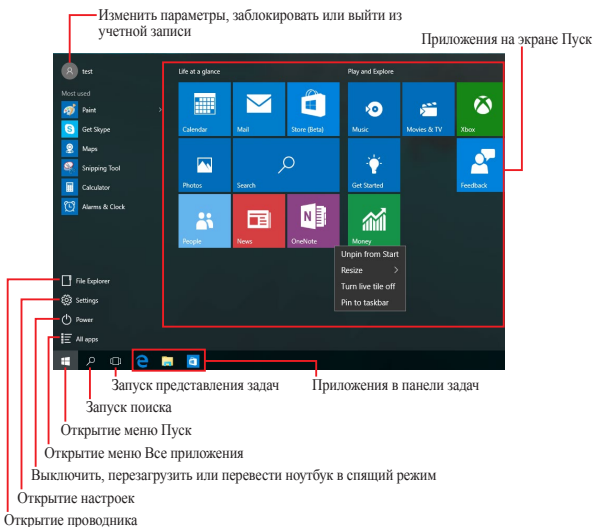 Изменить параметры, заблокировать или выйти из
учетной записи
Приложения на экране Пуск
test
Life at a glance
Play and Explore
Most used
Paint
Get Skype
Maps
Snipping Tool
Calculator
Alarms & Clock
Calendar
Mail
Store (Beta)
Music
Movies & TV
Xbox
Photos
Search
Get Started
Feedback
People
News
OneNote
Money
Unpin from Start
Resize
Turn live tile off
Pin to taskbar
File Explorer
Settings
Power
All apps
Запуск представления задач
Приложения в панели задач
Запуск поиска
Открытие меню Пуск
Открытие меню Все приложения
Выключить, перезагрузить или перевести ноутбук в спящий режим
Открытие настроек
Открытие проводника